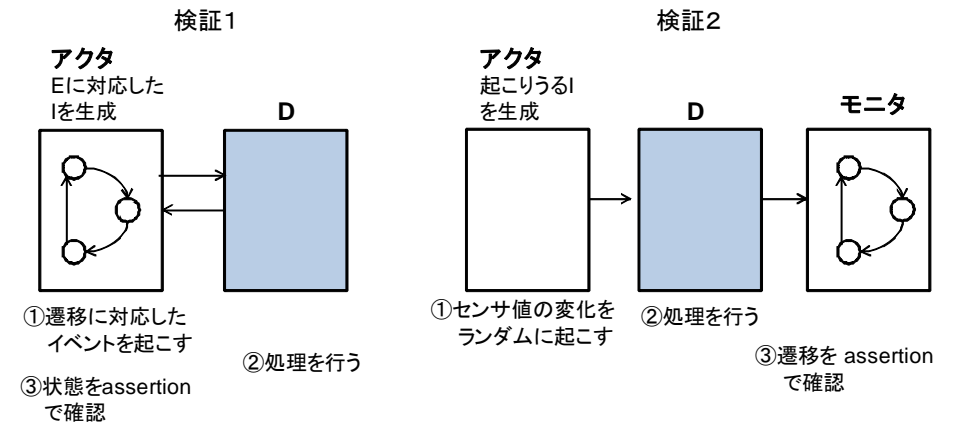 検証1
アクタ
Eに対応した
Iを生成
D
①遷移に対応した
イベントを起こす
②処理を行う
③状態をassertion
で確認
検証2
アクタ
起こりうるI
を生成
D
モニタ
①センサ値の変化を
ランダムに起こす
②処理を行う
③遷移を assertion
で確認